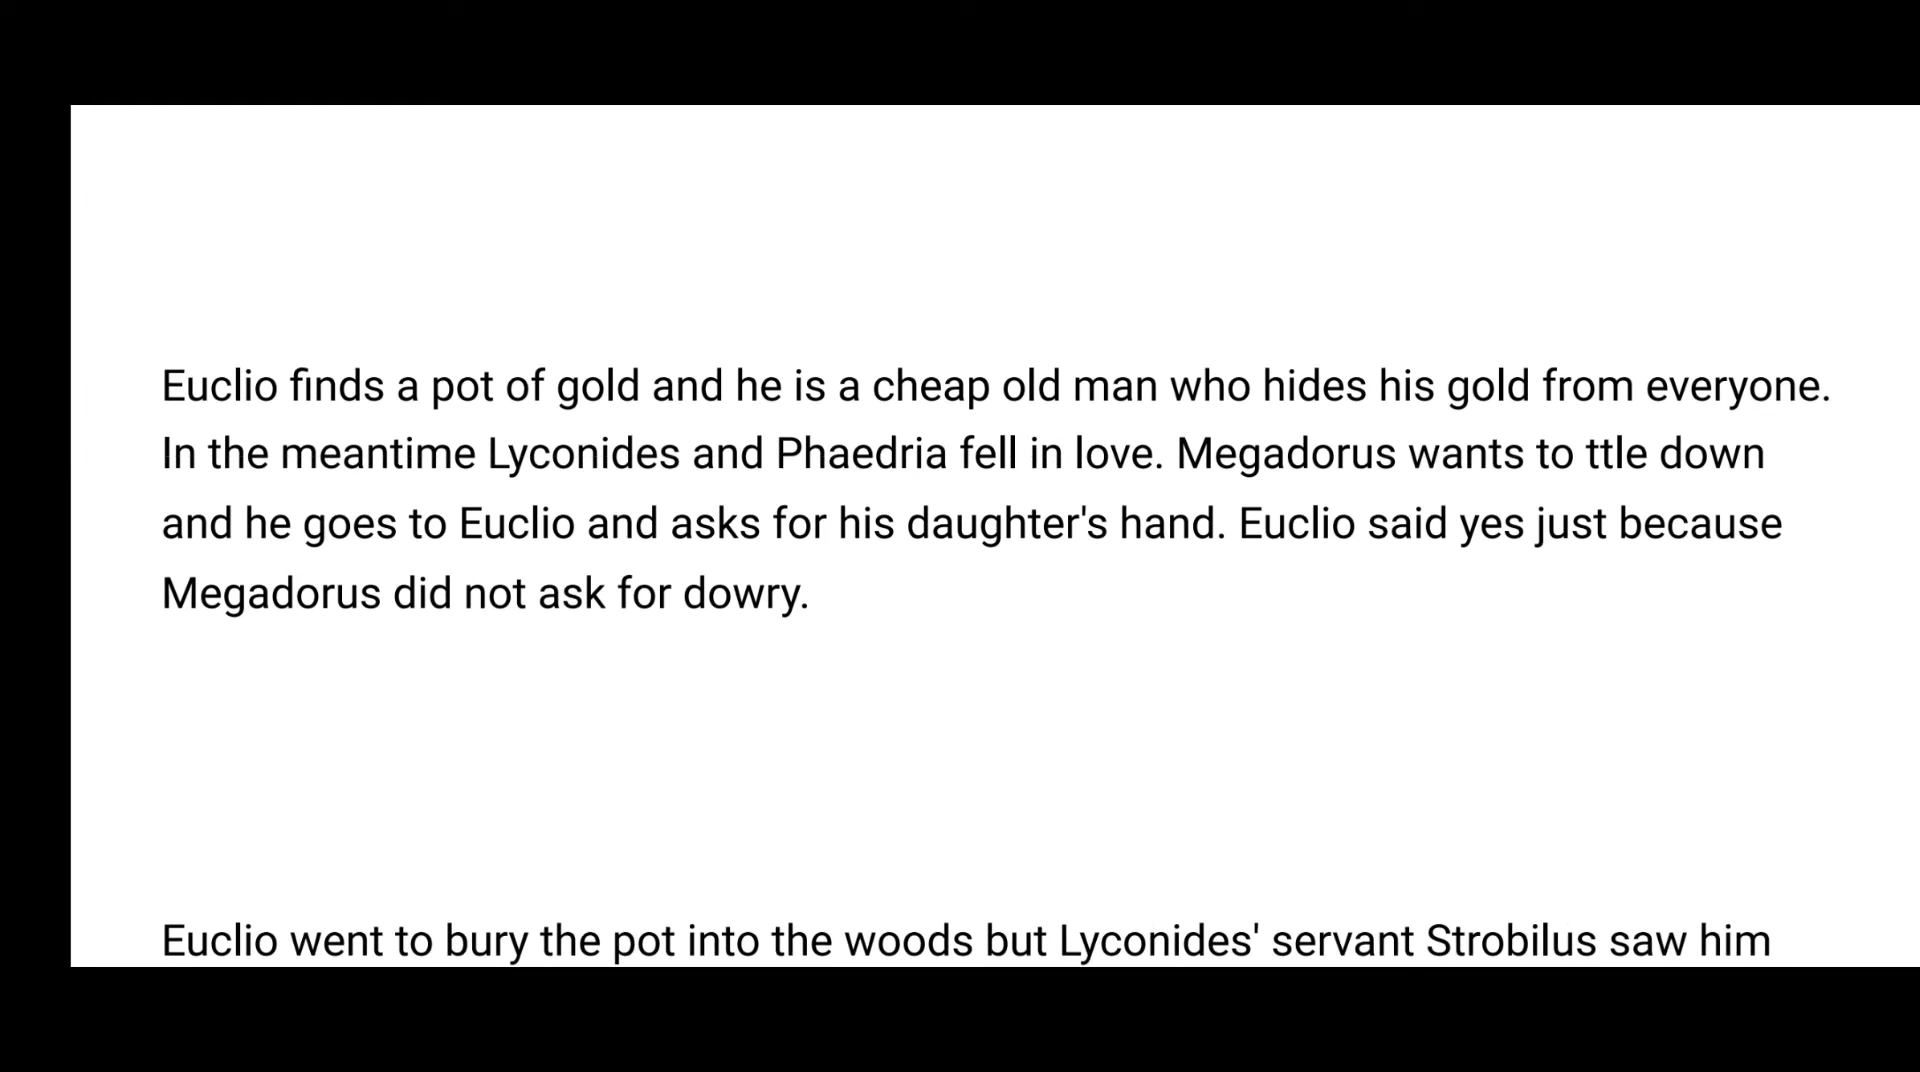 Euclio finds a pot of gold and he is a cheap old man who hides his gold from everyone.
In the meantime Lyconides and Phaedria fell in love. Megadorus wants to ttle down
and he goes to Euclio and asks for his daughter's hand. Euclio said yes just because
Megadorus did not ask for dowry.
Euclio went to bury the pot into the woods but Lyconides' servant Strobilus saw him